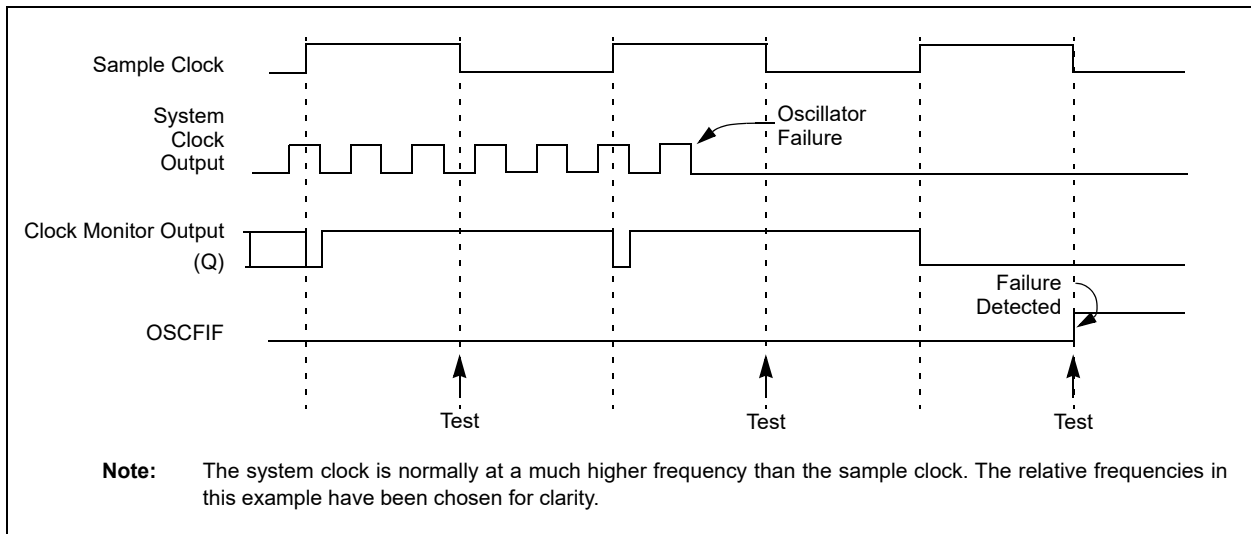 Sample Clock
System
Clock
Output
Oscillator
Failure
Clock Monitor Output
(Q)
Failure
Detected
OSCFIF
Test
Test
Test
Note: The system clock is normally at a much higher frequency than the sample clock. The relative frequencies in
this example have been chosen for clarity.